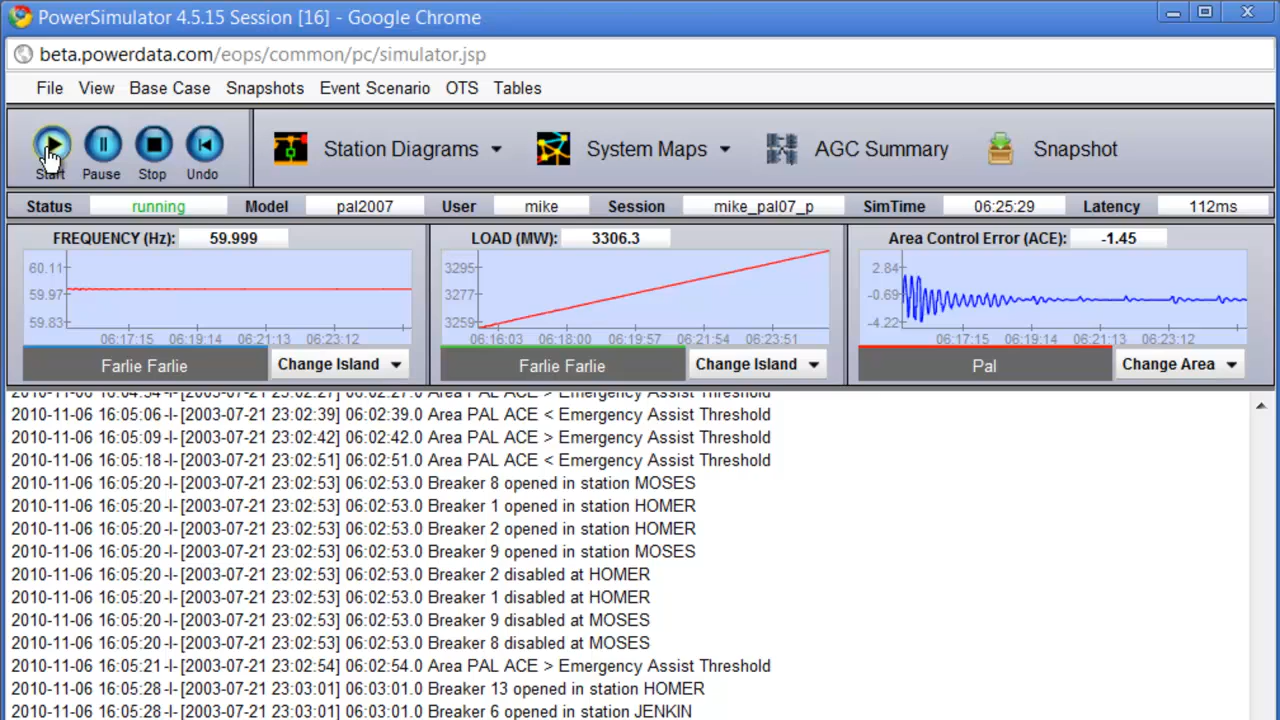 PowerSimulator 4.5.15 Session [16] - Google Chrome
beta.powerdata.com/eops/common/pc/simulator.jsp
File View Base Case Snapshots Event Scenario OTS Tables
Station Diagrams System Maps AGC Summary Snapshot
Start Pause Stop Undo
Status running Model pal2007 User mike Session mike_pal07_p SimTime 06:25:29 Latency 112ms
FREQUENCY (Hz): 59.999
60.11
59.97
59.83
06:17:15 06:19:14 06:21:13 06:23:12
Farlie Farlie Change Island
LOAD (MW): 3306.3
3295
3277
3259
06:16:03 06:18:00 06:19:57 06:21:54 06:23:51
Farlie Farlie Change Island
Area Control Error (ACE): -1.45
2.84
-0.69
-4.22
06:17:15 06:19:14 06:21:13 06:23:12
Pal Change Area
2010-11-06 16:04:54 -I- [2003-07-21 23:02:27] 06:02:27.0 Area PAL ACE > Emergency Assist Threshold
2010-11-06 16:05:06 -I- [2003-07-21 23:02:39] 06:02:39.0 Area PAL ACE < Emergency Assist Threshold
2010-11-06 16:05:09 -I- [2003-07-21 23:02:42] 06:02:42.0 Area PAL ACE > Emergency Assist Threshold
2010-11-06 16:05:18 -I- [2003-07-21 23:02:51] 06:02:51.0 Area PAL ACE < Emergency Assist Threshold
2010-11-06 16:05:20 -I- [2003-07-21 23:02:53] 06:02:53.0 Breaker 8 opened in station MOSES
2010-11-06 16:05:20 -I- [2003-07-21 23:02:53] 06:02:53.0 Breaker 1 opened in station HOMER
2010-11-06 16:05:20 -I- [2003-07-21 23:02:53] 06:02:53.0 Breaker 2 opened in station HOMER
2010-11-06 16:05:20 -I- [2003-07-21 23:02:53] 06:02:53.0 Breaker 9 opened in station MOSES
2010-11-06 16:05:20 -I- [2003-07-21 23:02:53] 06:02:53.0 Breaker 2 disabled at HOMER
2010-11-06 16:05:20 -I- [2003-07-21 23:02:53] 06:02:53.0 Breaker 1 disabled at HOMER
2010-11-06 16:05:20 -I- [2003-07-21 23:02:53] 06:02:53.0 Breaker 9 disabled at MOSES
2010-11-06 16:05:20 -I- [2003-07-21 23:02:53] 06:02:53.0 Breaker 8 disabled at MOSES
2010-11-06 16:05:21 -I- [2003-07-21 23:02:54] 06:02:54.0 Area PAL ACE > Emergency Assist Threshold
2010-11-06 16:05:28 -I- [2003-07-21 23:03:01] 06:03:01.0 Breaker 13 opened in station HOMER
2010-11-06 16:05:28 -I- [2003-07-21 23:03:01] 06:03:01.0 Breaker 6 opened in station JENKIN